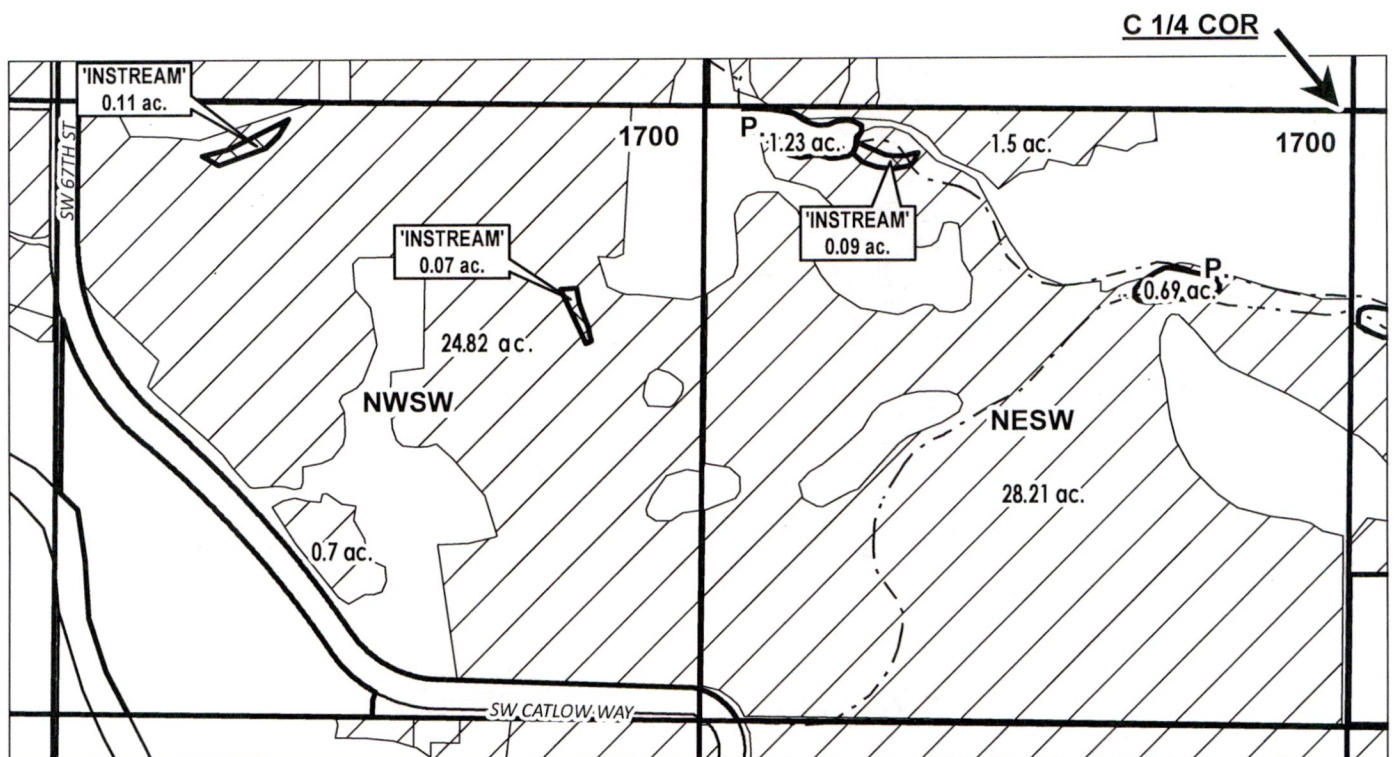 C 1/4 COR
'INSTREAM'
0.11 ac.
SW 67TH ST
1700
P.
1.23 ac.
1.5 ac.
1700
'INSTREAM'
0.09 ac.
'INSTREAM'
0.07 ac.
P.
0.69 ac.
24.82 ac.
NWSW
NESW
28.21 ac.
0.7 ac.
SW CATLOW WAY